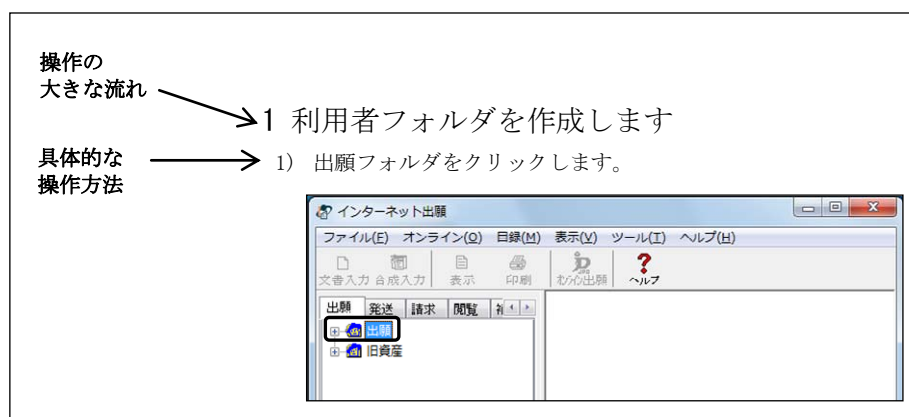 操作の
大きな流れ
1 利用者フォルダを作成します
具体的な
操作方法
1) 出願フォルダをクリックします。
インターネット出願
ファイル(F) オンライン(O) 目録(M) 表示(V) ツール(T) ヘルプ(H)
文書入力 合成入力 表示 印刷 オンライン出願 ヘルプ
出願 発送 請求 閲覧
出願
旧資産